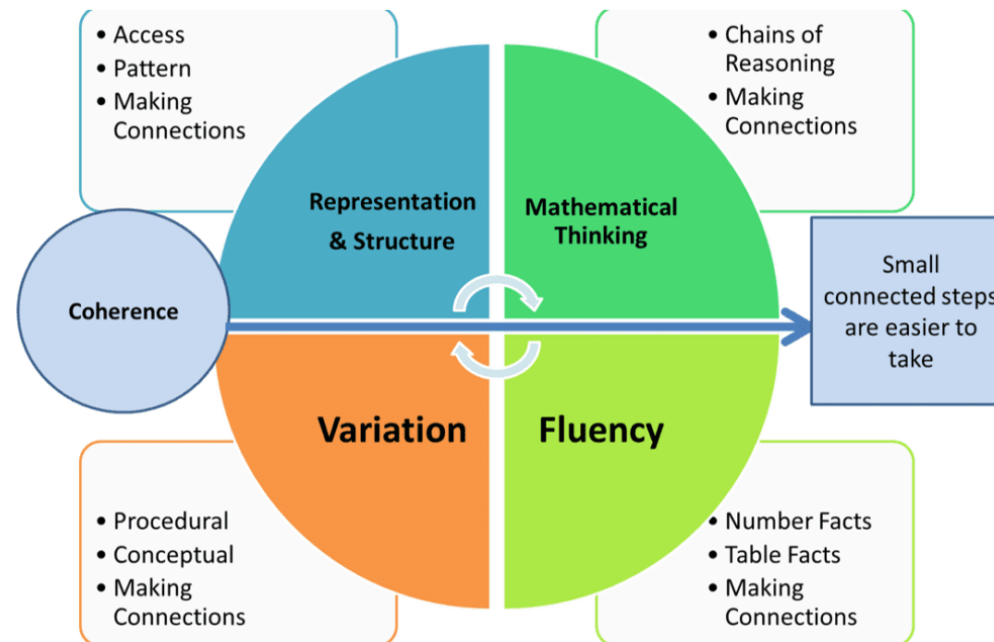 • Access
• Pattern
• Making
Connections
• Chains of
Reasoning
• Making
Connections
Representation
& Structure
Mathematical
Thinking
Coherence
Small
connected steps
are easier to
take
Variation
Fluency
• Procedural
• Conceptual
• Making
Connections
• Number Facts
• Table Facts
• Making
Connections